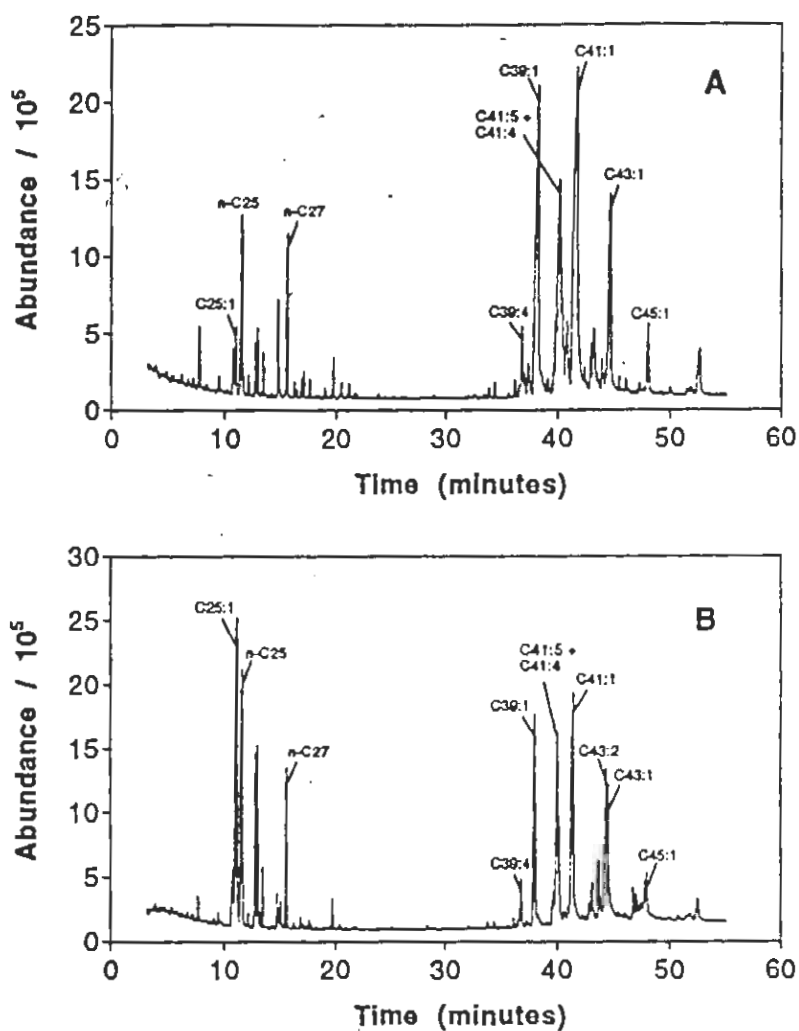 25
20
15
10
5
0
Abundance / 10⁵
A
C41:1
C39:1
C41:5 +
C41:4
C43:1
n-C25
n-C27
C25:1
C39:4
C45:1
0 10 20 30 40 50 60
Time (minutes)
30
25
20
15
10
5
0
Abundance / 10⁵
B
C25:1
n-C25
n-C27
C41:5 +
C41:4
C41:1
C39:1
C43:2
C43:1
C39:4
C45:1
0 10 20 30 40 50 60
Time (minutes)